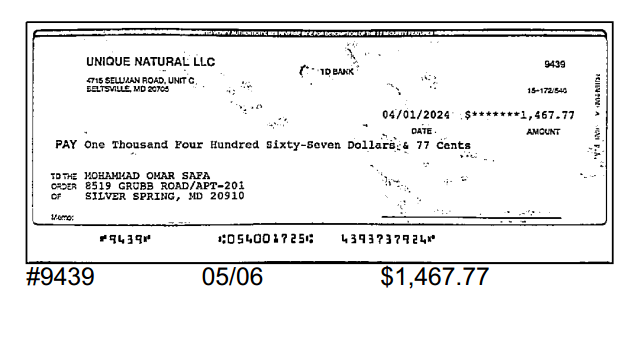 UNIQUE NATURAL LLC
4715 SELLMAN ROAD, UNIT C
BELTSVILLE, MD 20705
TD BANK
9439
15-172/540
04/01/2024 $*******1,467.77
DATE AMOUNT
PAY One Thousand Four Hundred Sixty-Seven Dollars & 77 Cents
TO THE ORDER OF
MOHAMMAD OMAR SAFA
8519 GRUBB ROAD/APT-201
SILVER SPRING, MD 20910
Memo:
⑈9439⑈ ⑆054001725⑆ 4393737924⑈
#9439 05/06 $1,467.77